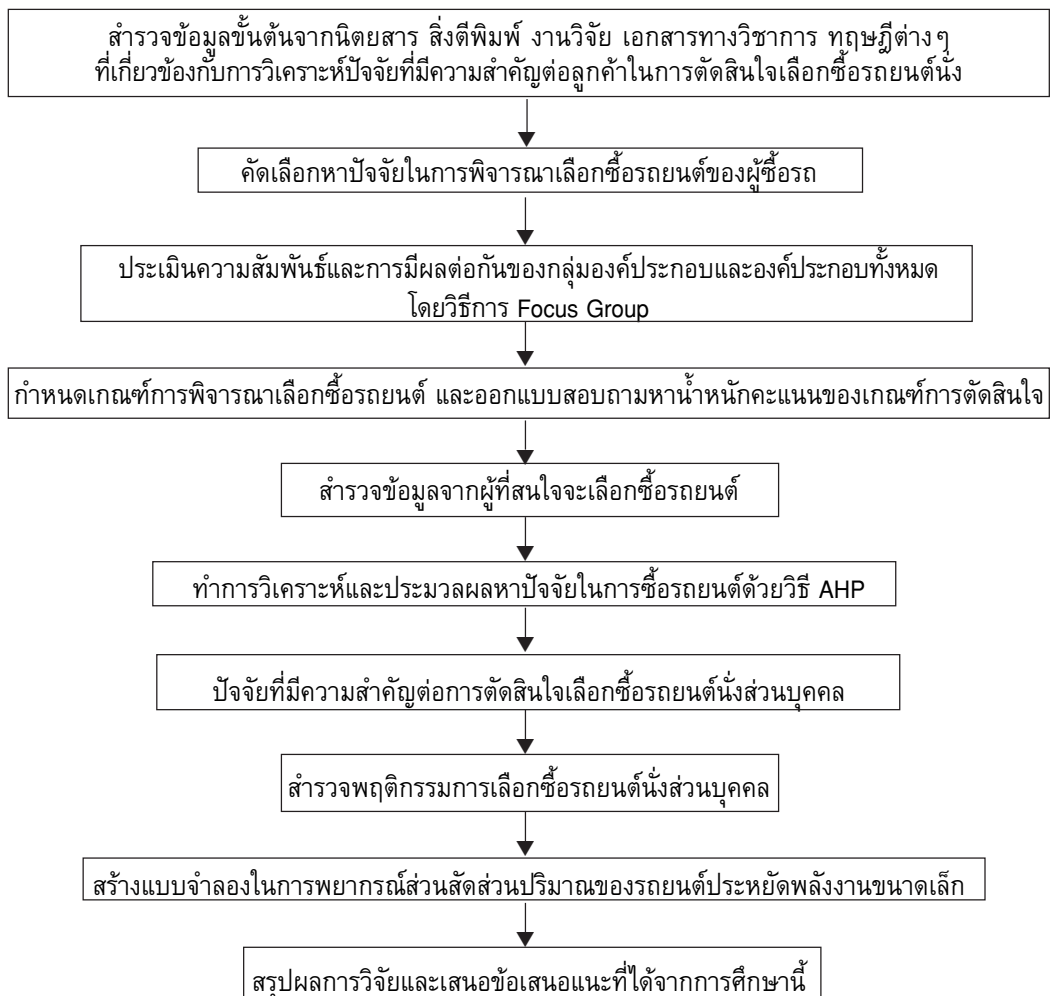 สำรวจข้อมูลขั้นต้นจากนิตยสาร สิ่งตีพิมพ์ งานวิจัย เอกสารทางวิชาการ ทฤษฎีต่างๆ
ที่เกี่ยวข้องกับการวิเคราะห์ปัจจัยที่มีความสำคัญต่อลูกค้าในการตัดสินใจเลือกซื้อรถยนต์นั่ง
คัดเลือกหาปัจจัยในการพิจารณาเลือกซื้อรถยนต์ของผู้ซื้อรถ
ประเมินความสัมพันธ์และการมีผลต่อกันของกลุ่มองค์ประกอบและองค์ประกอบทั้งหมด
โดยวิธีการ Focus Group
กำหนดเกณฑ์การพิจารณาเลือกซื้อรถยนต์ และออกแบบสอบถามหาน้ำหนักคะแนนของเกณฑ์การตัดสินใจ
สำรวจข้อมูลจากผู้ที่สนใจจะเลือกซื้อรถยนต์
ทำการวิเคราะห์และประมวลผลหาปัจจัยในการซื้อรถยนต์ด้วยวิธี AHP
ปัจจัยที่มีความสำคัญต่อการตัดสินใจเลือกซื้อรถยนต์นั่งส่วนบุคคล
สำรวจพฤติกรรมการเลือกซื้อรถยนต์นั่งส่วนบุคคล
สร้างแบบจำลองในการพยากรณ์ส่วนสัดส่วนปริมาณของรถยนต์ประหยัดพลังงานขนาดเล็ก
สรุปผลการวิจัยและเสนอข้อเสนอแนะที่ได้จากการศึกษานี้